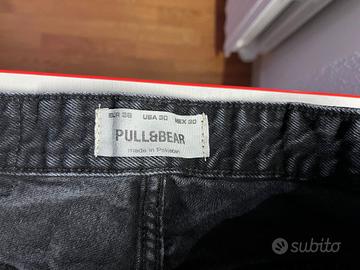 EUR 38 USA 30 MEX 30
PULL&BEAR
made in Pakistan
subito